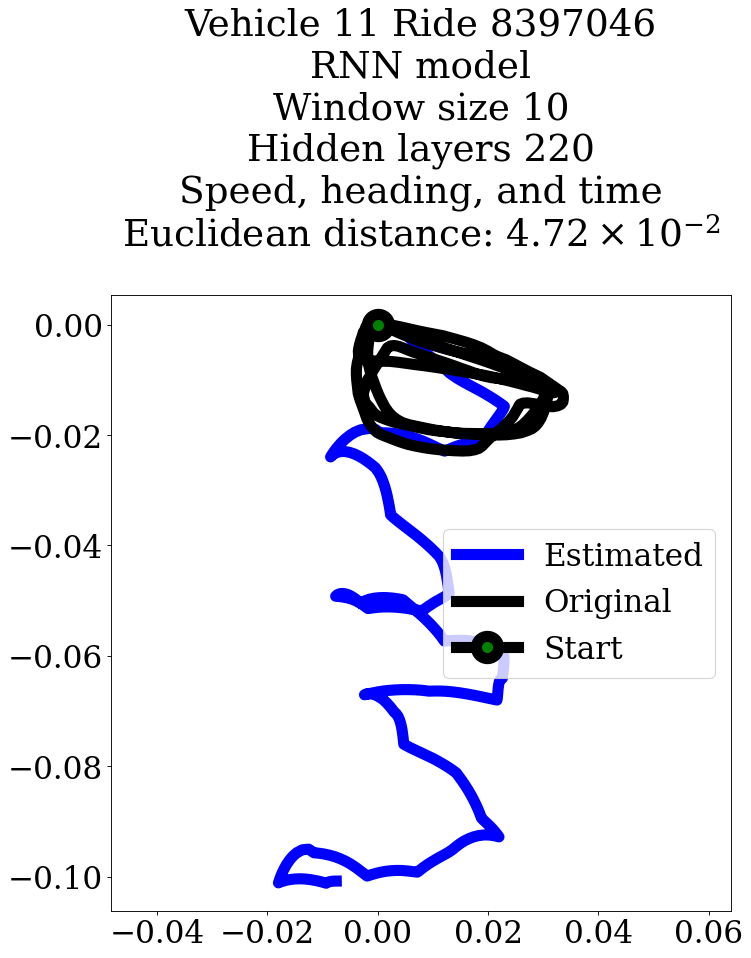 Vehicle 11 Ride 8397046
RNN model
Window size 10
Hidden layers 220
Speed, heading, and time
Euclidean distance: 4.72 × 10⁻²
0.00
−0.02
−0.04
−0.06
−0.08
−0.10
Estimated
Original
Start
−0.04 −0.02 0.00 0.02 0.04 0.06